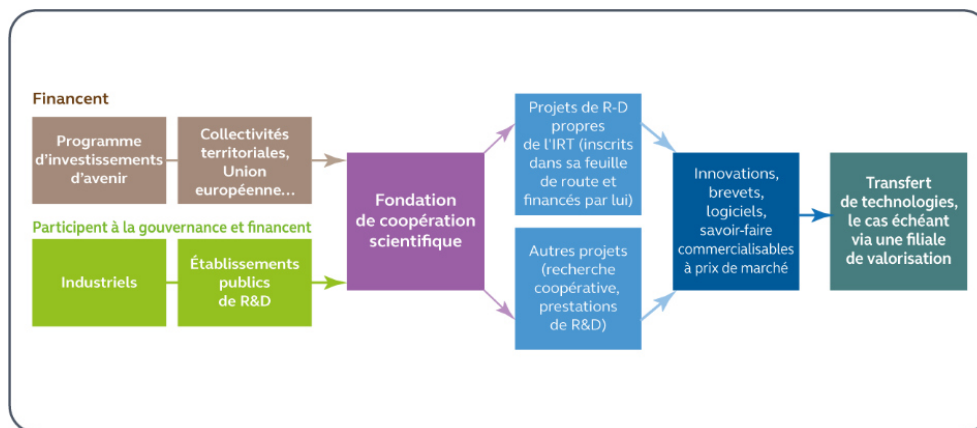 Financent
Programme
d'investissements
d'avenir
Collectivités
territoriales,
Union
européenne...
Participent à la gouvernance et financent
Industriels
Établissements
publics
de R&D
Fondation
de coopération
scientifique
Projets de R-D
propres
de l'IRT (inscrits
dans sa feuille
de route et
financés par lui)
Autres projets
(recherche
coopérative,
prestations
de R&D)
Innovations,
brevets,
logiciels,
savoir-faire
commercialisables
à prix de marché
Transfert
de technologies,
le cas échéant
via une filiale
de valorisation